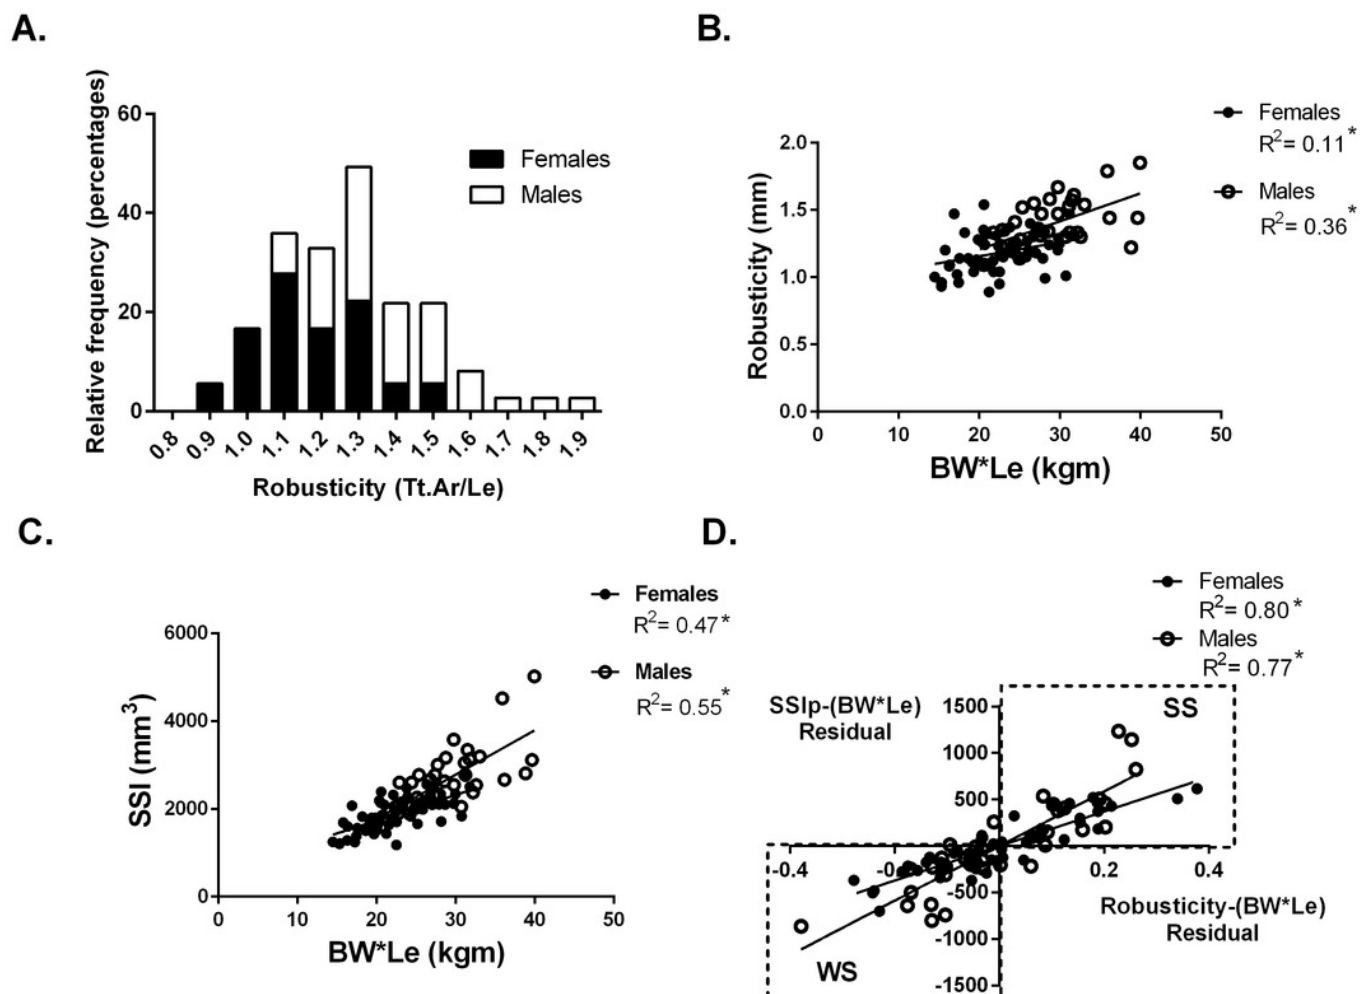 A.
Relative frequency (percentages)
60
40
20
0
Females
Males
0.8
0.9
1.0
1.1
1.2
1.3
1.4
1.5
1.6
1.7
1.8
1.9
Robusticity (Tt.Ar/Le)
B.
Robusticity (mm)
2.0
1.5
1.0
0.5
0.0
0
10
20
30
40
50
BW*Le (kgm)
Females
R²= 0.11*
Males
R²= 0.36*
C.
SSI (mm³)
6000
4000
2000
0
0
10
20
30
40
50
BW*Le (kgm)
Females
R²= 0.47*
Males
R²= 0.55*
D.
Females
R²= 0.80*
Males
R²= 0.77*
SSIp-(BW*Le)
Residual
SS
1500
1000
500
-0.4
0.2
0.4
-500
-1000
-1500
Robusticity-(BW*Le)
Residual
WS